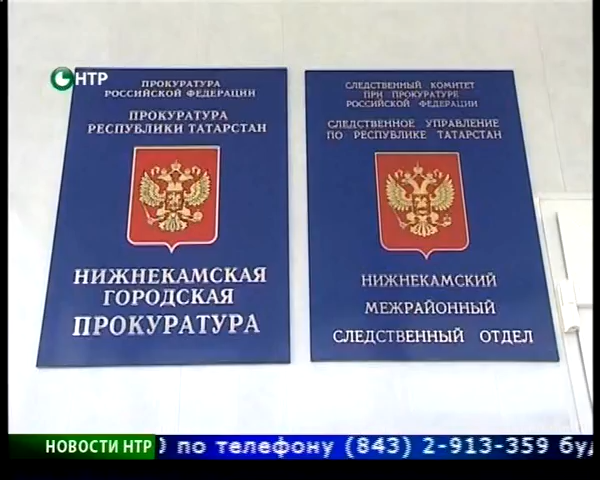 НТР
ПРОКУРАТУРА
РОССИЙСКОЙ ФЕДЕРАЦИИ
ПРОКУРАТУРА
РЕСПУБЛИКИ ТАТАРСТАН
НИЖНЕКАМСКАЯ
ГОРОДСКАЯ
ПРОКУРАТУРА
СЛЕДСТВЕННЫЙ КОМИТЕТ
ПРИ ПРОКУРАТУРЕ
РОССИЙСКОЙ ФЕДЕРАЦИИ
СЛЕДСТВЕННОЕ УПРАВЛЕНИЕ
ПО РЕСПУБЛИКЕ ТАТАРСТАН
НИЖНЕКАМСКИЙ
МЕЖРАЙОННЫЙ
СЛЕДСТВЕННЫЙ ОТДЕЛ
НОВОСТИ НТР ) по телефону (843) 2-913-359 бу